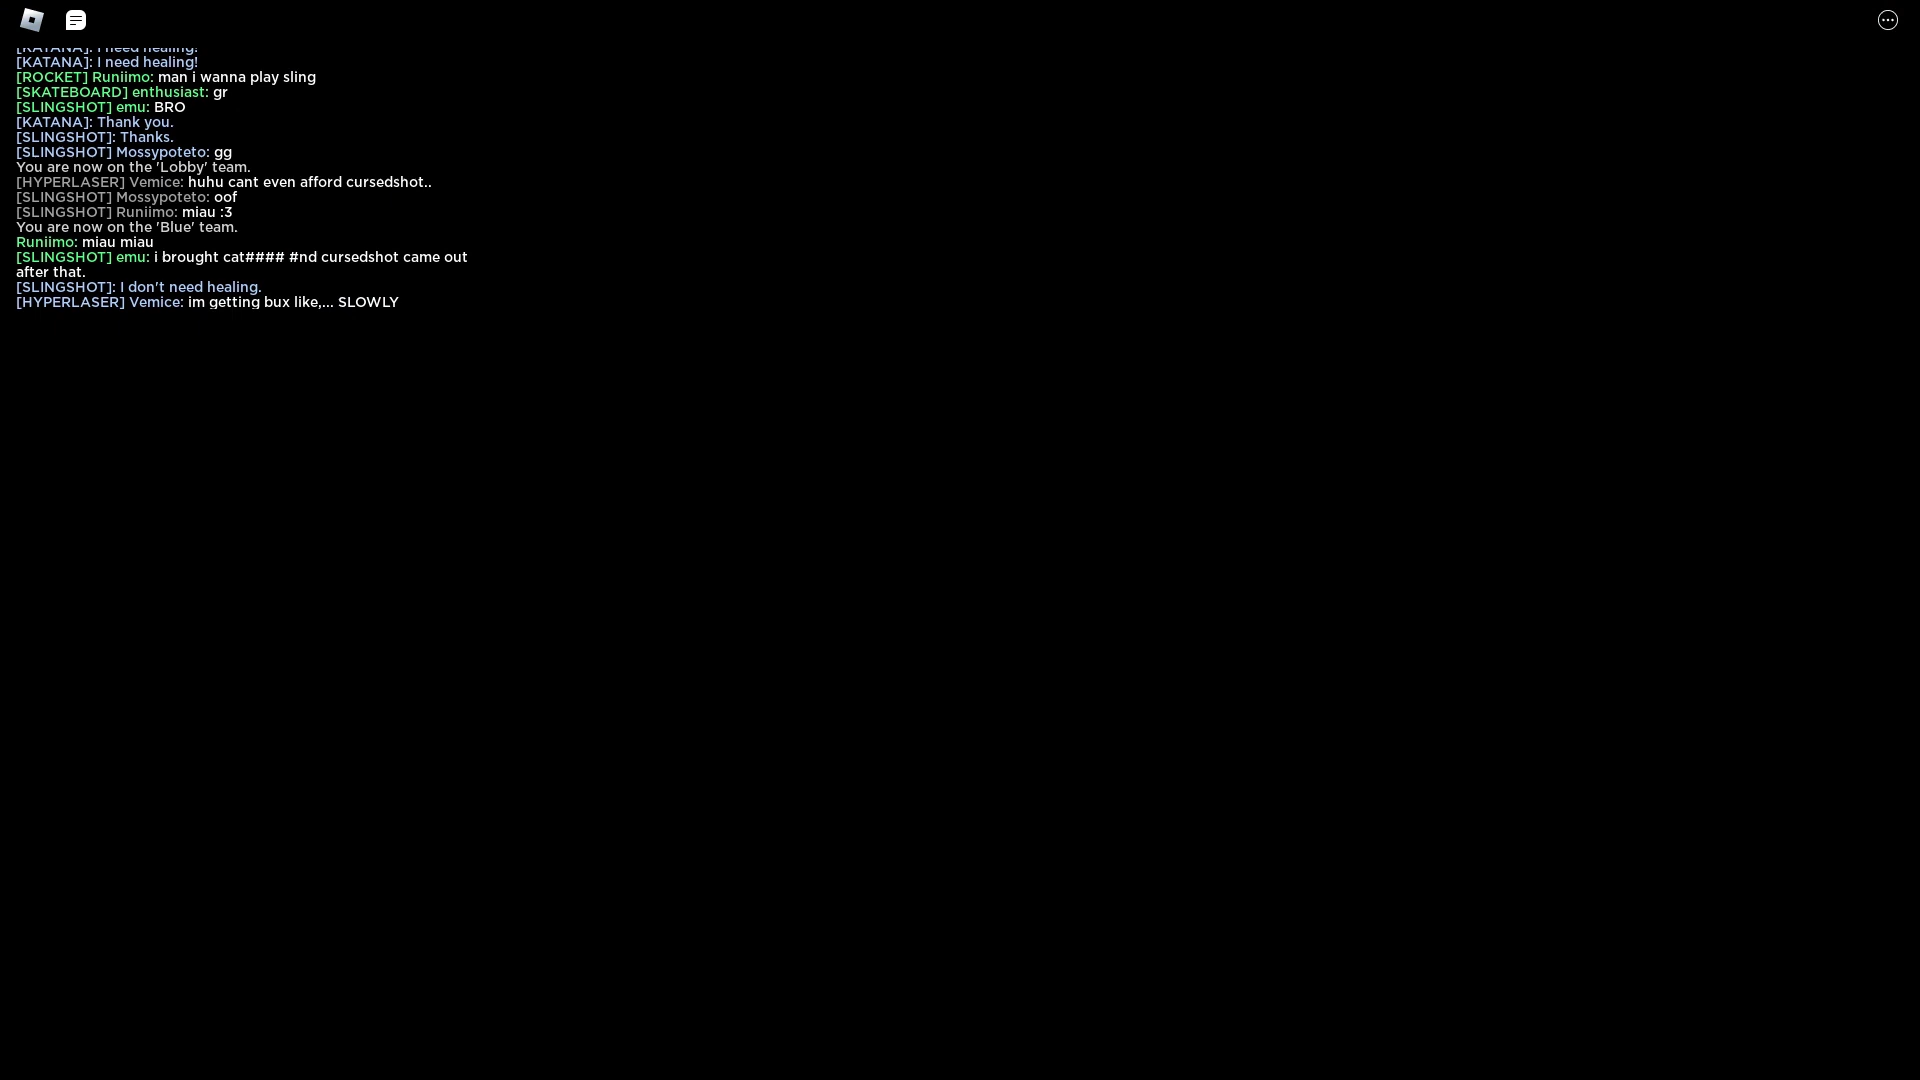 [KATANA]: I need healing!
[KATANA]: I need healing!
[ROCKET] Runiimo: man i wanna play sling
[SKATEBOARD] enthusiast: gr
[SLINGSHOT] emu: BRO
[KATANA]: Thank you.
[SLINGSHOT]: Thanks.
[SLINGSHOT] Mossypoteto: gg
You are now on the 'Lobby' team.
[HYPERLASER] Vemice: huhu cant even afford cursedshot..
[SLINGSHOT] Mossypoteto: oof
[SLINGSHOT] Runiimo: miau :3
You are now on the 'Blue' team.
Runiimo: miau miau
[SLINGSHOT] emu: i brought cat#### #nd cursedshot came out
after that.
[SLINGSHOT]: I don't need healing.
[HYPERLASER] Vemice: im getting bux like,... SLOWLY